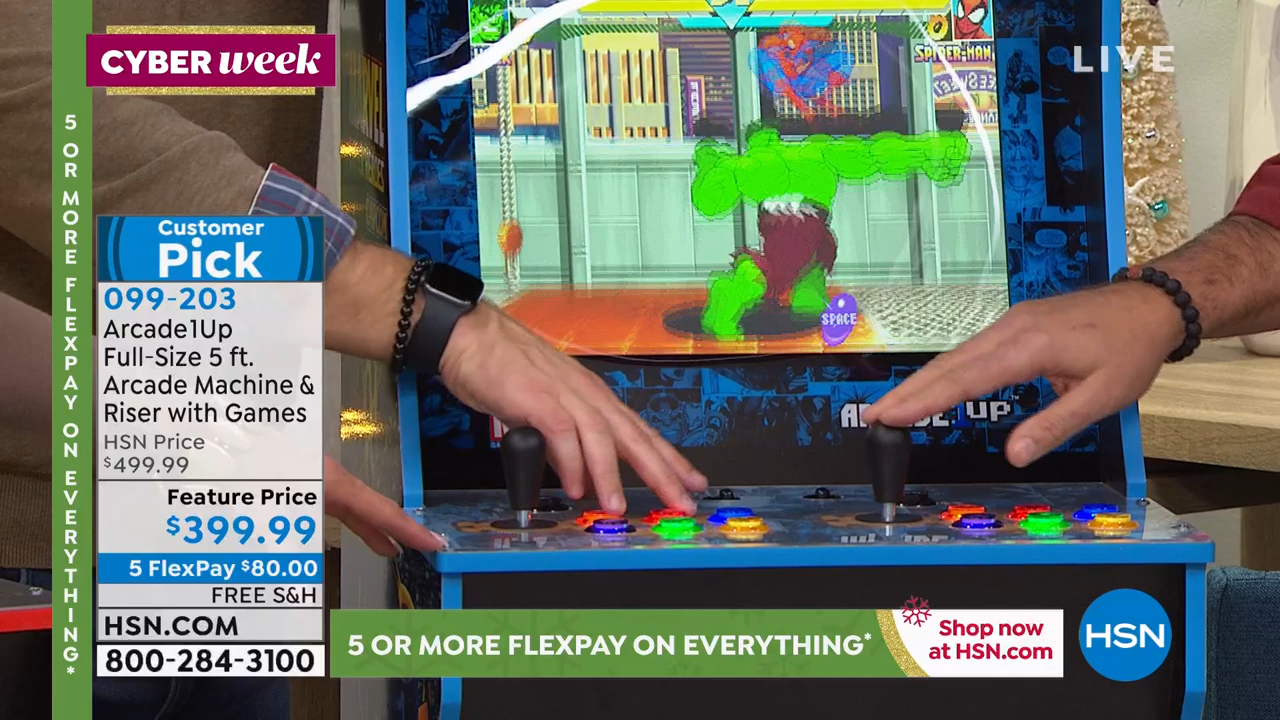 CYBER week
LIVE
5 OR MORE FLEXPAY ON EVERYTHING*
Customer
Pick
099-203
Arcade1Up
Full-Size 5 ft.
Arcade Machine &
Riser with Games
HSN Price
$499.99
Feature Price
$399.99
5 FlexPay $80.00
FREE S&H
HSN.COM
800-284-3100
SPIDER-MAN
SPACE
ARCADE1UP™
5 OR MORE FLEXPAY ON EVERYTHING*
Shop now
at HSN.com
HSN